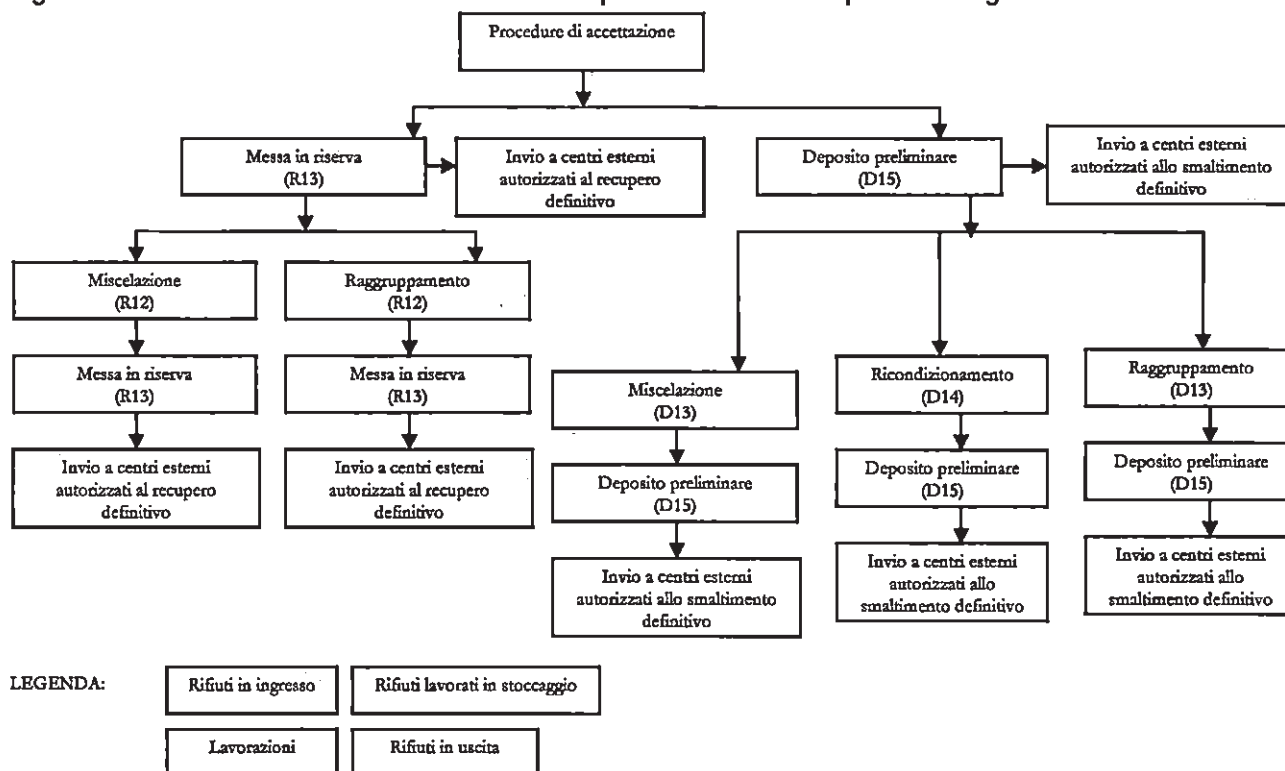 Procedure di accettazione
Messa in riserva
(R13)
Invio a centri esterni
autorizzati al recupero
definitivo
Deposito preliminare
(D15)
Invio a centri esterni
autorizzati allo smaltimento
definitivo
Miscelazione
(R12)
Raggruppamento
(R12)
Messa in riserva
(R13)
Messa in riserva
(R13)
Miscelazione
(D13)
Ricondizionamento
(D14)
Raggruppamento
(D13)
Invio a centri esterni
autorizzati al recupero
definitivo
Invio a centri esterni
autorizzati al recupero
definitivo
Deposito preliminare
(D15)
Deposito preliminare
(D15)
Deposito preliminare
(D15)
Invio a centri esterni
autorizzati allo smaltimento
definitivo
Invio a centri esterni
autorizzati allo
smaltimento definitivo
Invio a centri esterni
autorizzati allo
smaltimento definitivo
LEGENDA:
Rifiuti in ingresso
Rifiuti lavorati in stoccaggio
Lavorazioni
Rifiuti in uscita